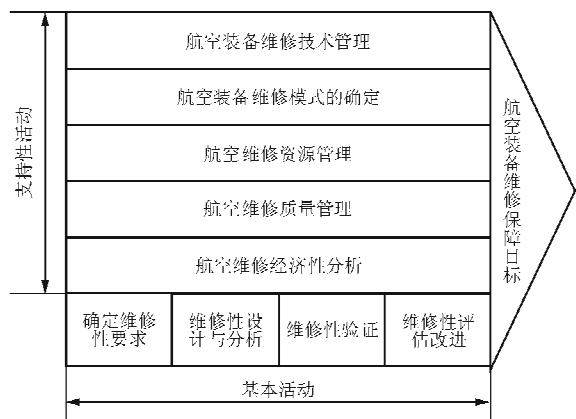 航空装备维修技术管理
航空装备维修模式的确定
航空维修资源管理
航空维修质量管理
航空维修经济性分析
支持性活动
航空装备维修保障目标
确定维修
性要求
维修性设
计与分析
维修性验证
维修性评
估改进
基本活动